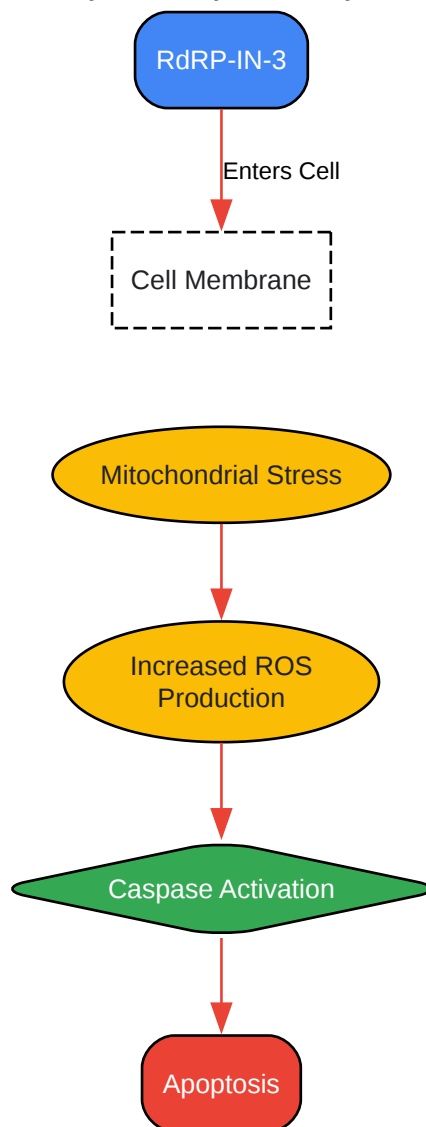 RdRP-IN-3
Enters Cell
Cell Membrane
Mitochondrial Stress
Increased ROS
Production
Caspase Activation
Apoptosis